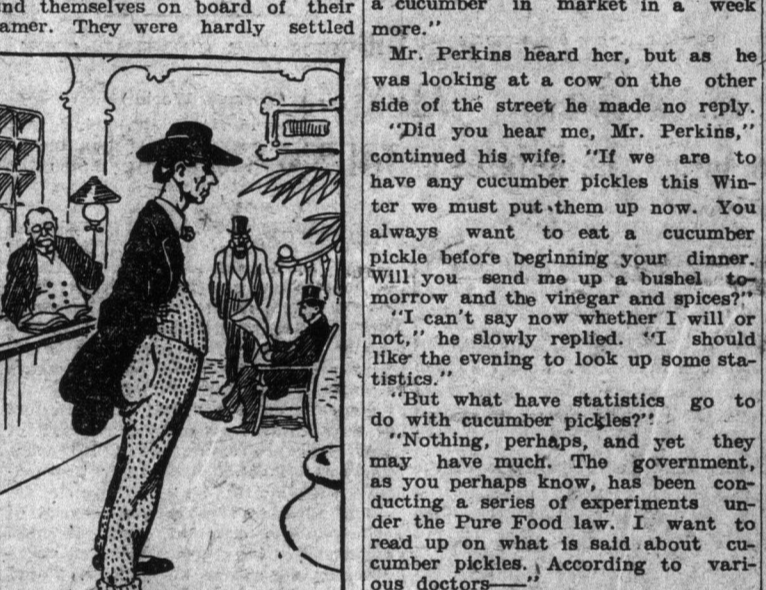 nd themselves on board of their
amer. They were hardly settled
a cucumber in market in a week
more."
Mr. Perkins heard her, but as he
was looking at a cow on the other
side of the street he made no reply.
"Did you hear me, Mr. Perkins,"
continued his wife. "If we are to
have any cucumber pickles this Win-
ter we must put them up now. You
always want to eat a cucumber
pickle before beginning your dinner.
Will you send me up a bushel to-
morrow and the vinegar and spices?"
"I can't say now whether I will or
not," he slowly replied. "I should
like the evening to look up some sta-
tistics."
"But what have statistics go to
do with cucumber pickles?"
"Nothing, perhaps, and yet they
may have much. The government,
as you perhaps know, has been con-
ducting a series of experiments un-
der the Pure Food law. I want to
read up on what is said about cu-
cumber pickles. According to vari-
ous doctors—"